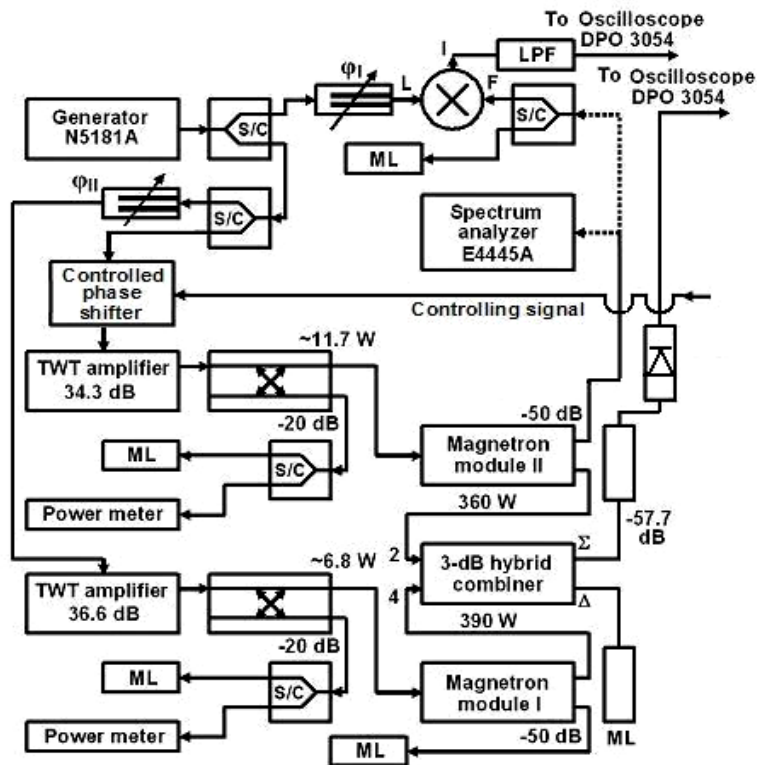 To Oscilloscope
DPO 3054
I
LPF
To Oscilloscope
DPO 3054
φI
L
F
Generator
N5181A
S/C
S/C
ML
φII
S/C
Spectrum
analyzer
E4445A
Controlled
phase
shifter
Controlling signal
~11.7 W
TWT amplifier
34.3 dB
-20 dB
-50 dB
ML
S/C
Magnetron
module II
Power meter
360 W
-57.7
dB
2
3-dB hybrid
combiner
Σ
~6.8 W
4
Δ
TWT amplifier
36.6 dB
390 W
-20 dB
ML
S/C
Magnetron
module I
Power meter
-50 dB
ML
ML